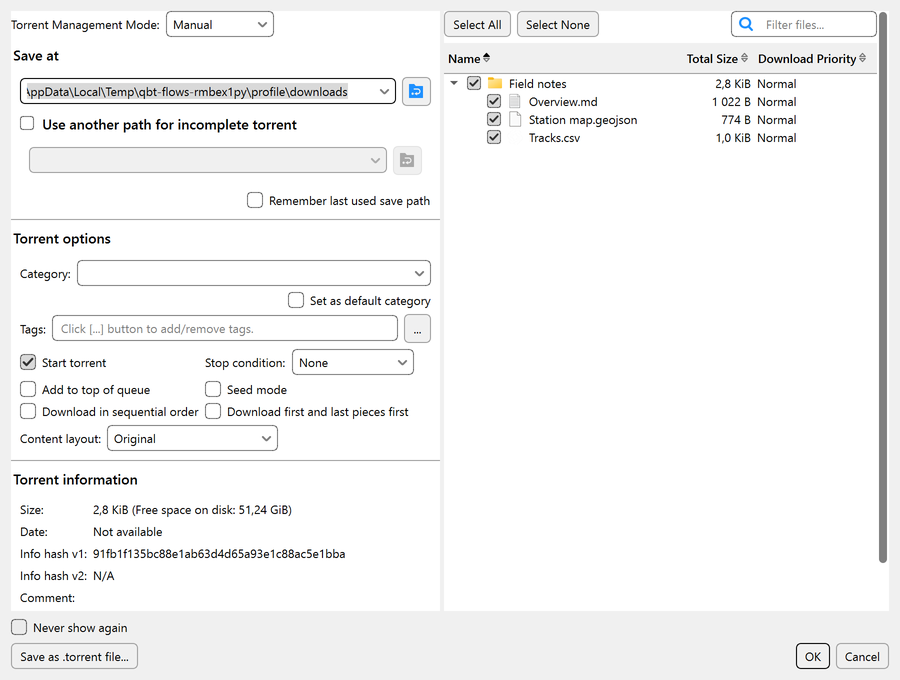 Torrent Management Mode: Manual
Save at
\ppData\Local\Temp\qbt-flows-rmbex1py\profile\downloads
Use another path for incomplete torrent
Remember last used save path
Torrent options
Category:
Set as default category
Tags: Click [...] button to add/remove tags. ...
Start torrent Stop condition: None
Add to top of queue Seed mode
Download in sequential order Download first and last pieces first
Content layout: Original
Torrent information
Size: 2,8 KiB (Free space on disk: 51,24 GiB)
Date: Not available
Info hash v1: 91fb1f135bc88e1ab63d4d65a93e1c88ac5e1bba
Info hash v2: N/A
Comment:
Select All Select None Filter files...
Name Total Size Download Priority
Field notes 2,8 KiB Normal
Overview.md 1 022 B Normal
Station map.geojson 774 B Normal
Tracks.csv 1,0 KiB Normal
Never show again
Save as .torrent file... OK Cancel